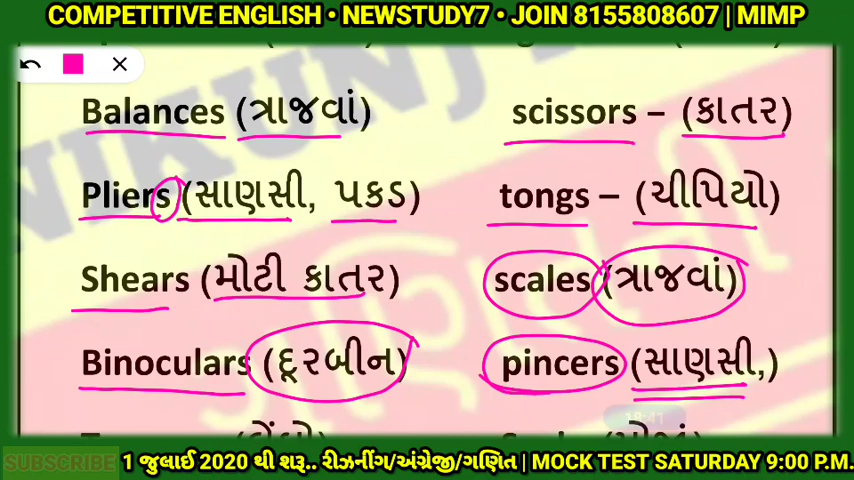 COMPETITIVE ENGLISH • NEWSTUDY7 • JOIN 8155808607 | MIMP
Balances (ત્રાજવાં) scissors – (કાતર)
Pliers (સાણસી, પકડ) tongs – (ચીપિયો)
Shears (મોટી કાતર) scales (ત્રાજવાં)
Binoculars (દૂરબીન) pincers (સાણસી,)
SUBSCRIBE 1 જુલાઈ 2020 થી શરૂ.. રીઝનીંગ/અંગ્રેજી/ગણિત | MOCK TEST SATURDAY 9:00 P.M.